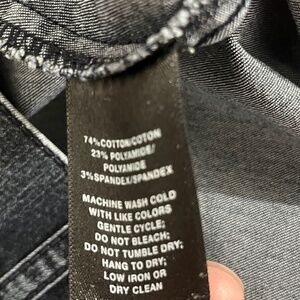 74%COTTON/COTON
23% POLYAMIDE/
POLYAMIDE
3%SPANDEX/SPANDEX
MACHINE WASH COLD
WITH LIKE COLORS
GENTLE CYCLE;
DO NOT BLEACH;
DO NOT TUMBLE DRY;
HANG TO DRY;
LOW IRON OR
DRY CLEAN